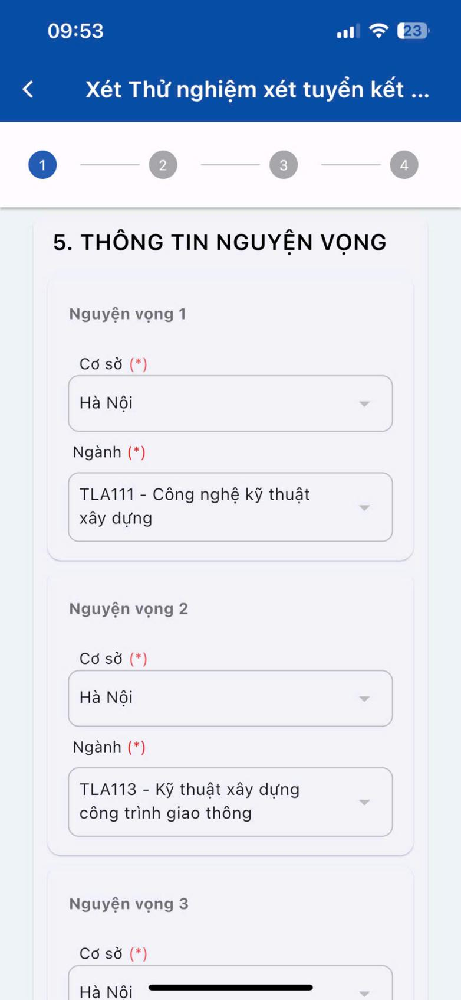 09:53
23
Xét Thử nghiệm xét tuyển kết ...
1
2
3
4
5. THÔNG TIN NGUYỆN VỌNG
Nguyện vọng 1
Cơ sở (*)
Hà Nội
Ngành (*)
TLA111 - Công nghệ kỹ thuật
xây dựng
Nguyện vọng 2
Cơ sở (*)
Hà Nội
Ngành (*)
TLA113 - Kỹ thuật xây dựng
công trình giao thông
Nguyện vọng 3
Cơ sở (*)
Hà Nội